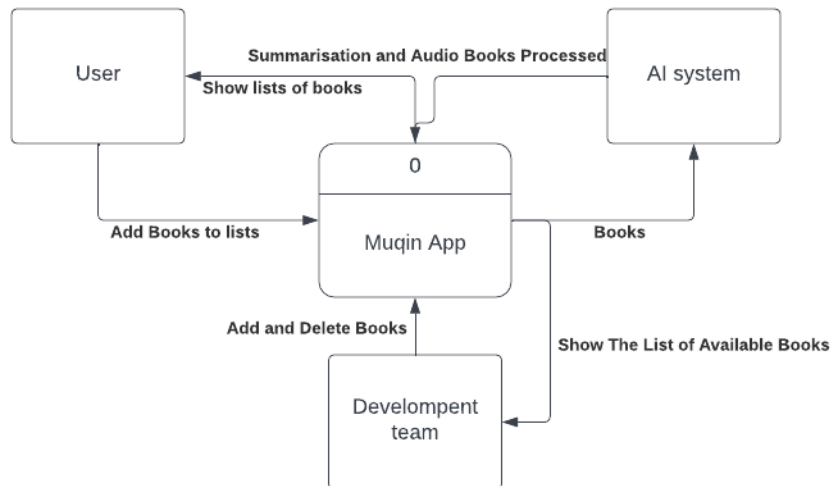 User
Summarisation and Audio Books Processed
AI system
Show lists of books
0
Add Books to lists
Muqin App
Books
Add and Delete Books
Show The List of Available Books
Develompent
team